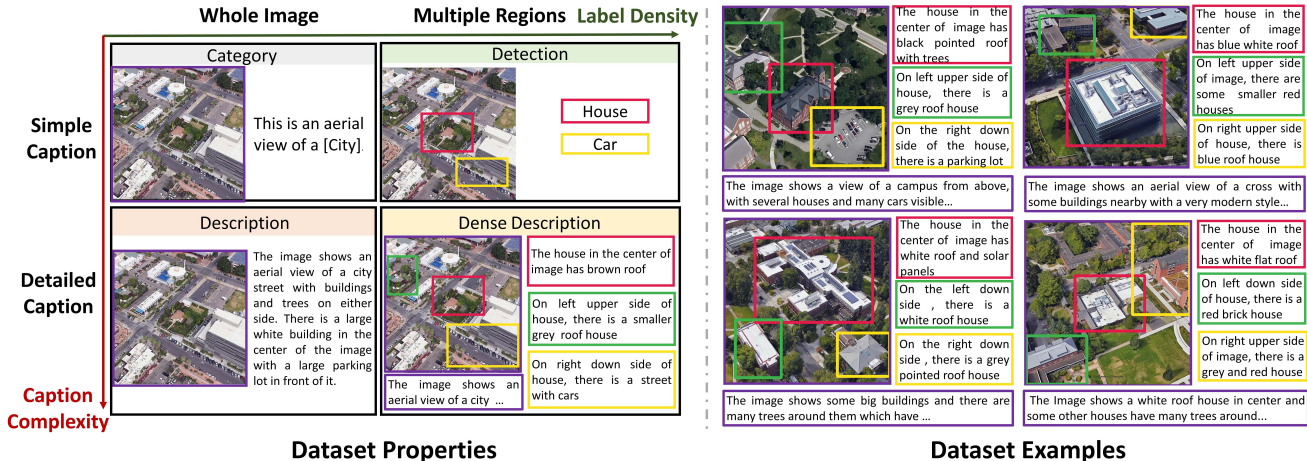 Whole Image
Multiple Regions
Label Density
Simple
Caption
Category
This is an aerial
view of a [City].
Detection
House
Car
Detailed
Caption
Description
The image shows an
aerial view of a city
street with buildings
and trees on either
side. There is a large
white building in the
center of the image
with a large parking
lot in front of it.
Dense Description
The house in the center of
image has brown roof
On left upper side of
house, there is a smaller
grey roof house
On right down side of
house, there is a street
with cars
The image shows an
aerial view of a city ...
Caption
Complexity
Dataset Properties
The house in the
center of image has
black pointed roof
with trees
On left upper side of
image, there is a
grey roof house
On the right down
side of the house,
there is a parking lot
The image shows a view of a campus from above,
with several houses and many cars visible...
The house in the
center of image
has blue white roof
On left upper side
of image, there are
some smaller red
houses
On right upper side
of house, there is
blue roof house
The image shows an aerial view of a cross with
some buildings nearby with a very modern style...
The house in the
center of image has
white roof and solar
panels
On the left down
side , there is a
white roof house
On the right down
side , there is a grey
pointed roof house
The image shows some big buildings and there are
many trees around them which have ...
The house in the
center of image
has white flat roof
On left down side
of house, there is a
red brick house
On right upper side
of image, there is a
grey and red house
The Image shows a white roof house in center and
some other houses have many trees around...
Dataset Examples